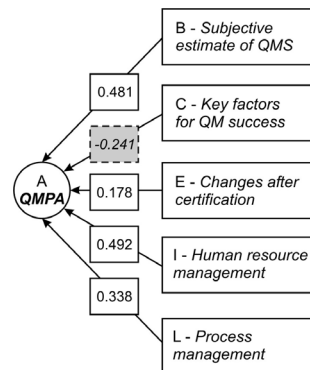 B - Subjective
estimate of QMS
0.481
C - Key factors
for QM success
-0.241
A
QMPA
E - Changes after
certification
0.178
I - Human resource
management
0.492
L - Process
management
0.338